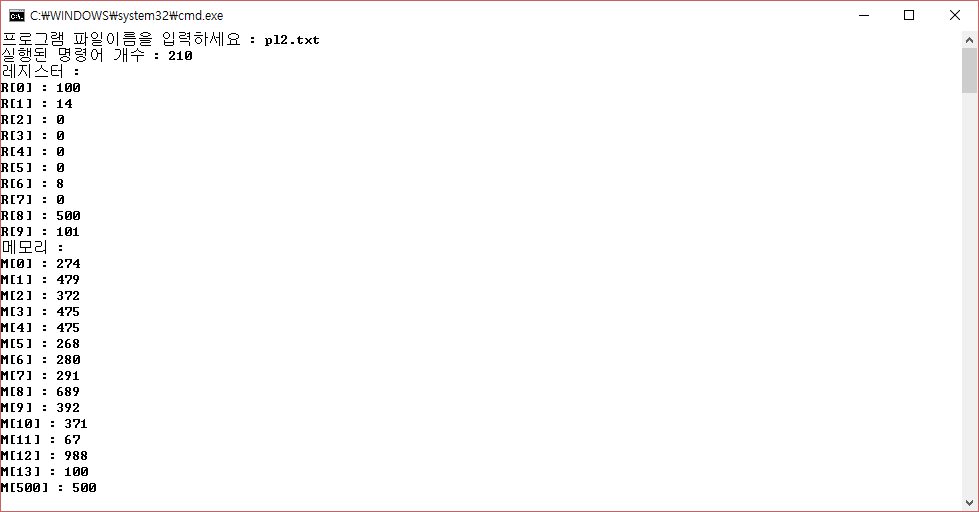 C:₩WINDOWS₩system32₩cmd.exe
프로그램 파일이름을 입력하세요 : pl2.txt
실행된 명령어 개수 : 210
레지스터 :
R[0] : 100
R[1] : 14
R[2] : 0
R[3] : 0
R[4] : 0
R[5] : 0
R[6] : 8
R[7] : 0
R[8] : 500
R[9] : 101
메모리 :
M[0] : 274
M[1] : 479
M[2] : 372
M[3] : 475
M[4] : 475
M[5] : 268
M[6] : 280
M[7] : 291
M[8] : 689
M[9] : 392
M[10] : 371
M[11] : 67
M[12] : 988
M[13] : 100
M[500] : 500